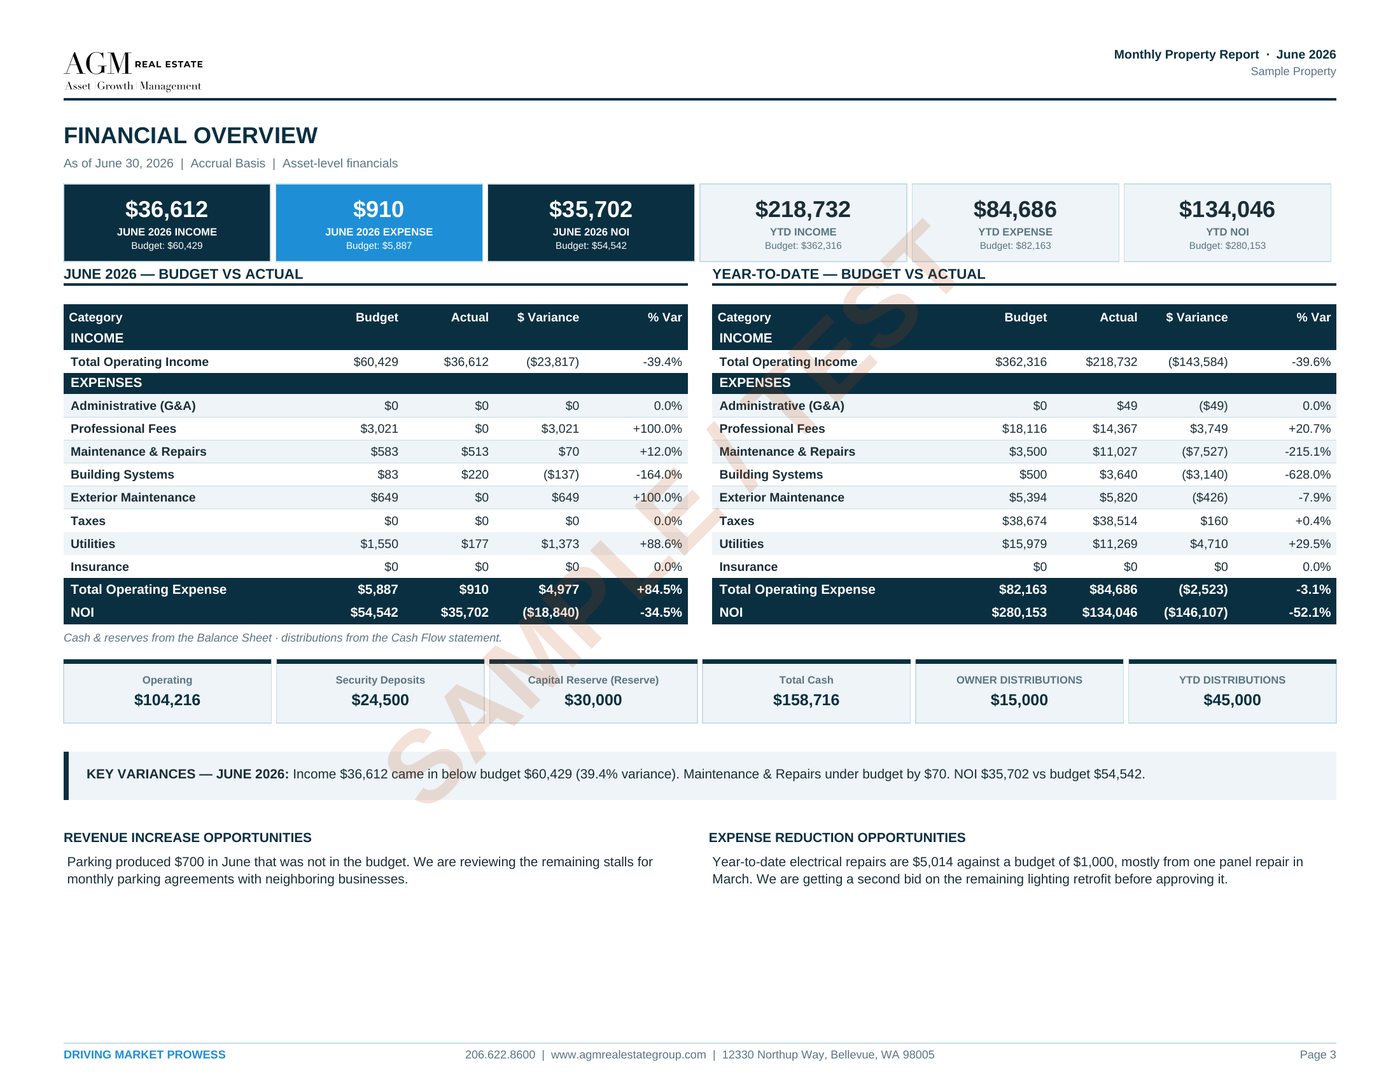 AGM REAL ESTATE
Asset | Growth | Management
Monthly Property Report · June 2026
Sample Property
FINANCIAL OVERVIEW
As of June 30, 2026 | Accrual Basis | Asset-level financials
$36,612 $910 $35,702 $218,732 $84,686 $134,046
JUNE 2026 INCOME JUNE 2026 EXPENSE JUNE 2026 NOI YTD INCOME YTD EXPENSE YTD NOI
Budget: $60,429 Budget: $5,887 Budget: $54,542 Budget: $362,316 Budget: $82,163 Budget: $280,153
JUNE 2026 — BUDGET VS ACTUAL
Category Budget Actual $ Variance % Var
INCOME
Total Operating Income $60,429 $36,612 ($23,817) -39.4%
EXPENSES
Administrative (G&A) $0 $0 $0 0.0%
Professional Fees $3,021 $0 $3,021 +100.0%
Maintenance & Repairs $583 $513 $70 +12.0%
Building Systems $83 $220 ($137) -164.0%
Exterior Maintenance $649 $0 $649 +100.0%
Taxes $0 $0 $0 0.0%
Utilities $1,550 $177 $1,373 +88.6%
Insurance $0 $0 $0 0.0%
Total Operating Expense $5,887 $910 $4,977 +84.5%
NOI $54,542 $35,702 ($18,840) -34.5%
YEAR-TO-DATE — BUDGET VS ACTUAL
Category Budget Actual $ Variance % Var
INCOME
Total Operating Income $362,316 $218,732 ($143,584) -39.6%
EXPENSES
Administrative (G&A) $0 $49 ($49) 0.0%
Professional Fees $18,116 $14,367 $3,749 +20.7%
Maintenance & Repairs $3,500 $11,027 ($7,527) -215.1%
Building Systems $500 $3,640 ($3,140) -628.0%
Exterior Maintenance $5,394 $5,820 ($426) -7.9%
Taxes $38,674 $38,514 $160 +0.4%
Utilities $15,979 $11,269 $4,710 +29.5%
Insurance $0 $0 $0 0.0%
Total Operating Expense $82,163 $84,686 ($2,523) -3.1%
NOI $280,153 $134,046 ($146,107) -52.1%
SAMPLE / TEST
Cash & reserves from the Balance Sheet · distributions from the Cash Flow statement.
Operating Security Deposits Capital Reserve (Reserve) Total Cash OWNER DISTRIBUTIONS YTD DISTRIBUTIONS
$104,216 $24,500 $30,000 $158,716 $15,000 $45,000
KEY VARIANCES — JUNE 2026: Income $36,612 came in below budget $60,429 (39.4% variance). Maintenance & Repairs under budget by $70. NOI $35,702 vs budget $54,542.
REVENUE INCREASE OPPORTUNITIES
Parking produced $700 in June that was not in the budget. We are reviewing the remaining stalls for
monthly parking agreements with neighboring businesses.
EXPENSE REDUCTION OPPORTUNITIES
Year-to-date electrical repairs are $5,014 against a budget of $1,000, mostly from one panel repair in
March. We are getting a second bid on the remaining lighting retrofit before approving it.
DRIVING MARKET PROWESS
206.622.8600 | www.agmrealestategroup.com | 12330 Northup Way, Bellevue, WA 98005
Page 3